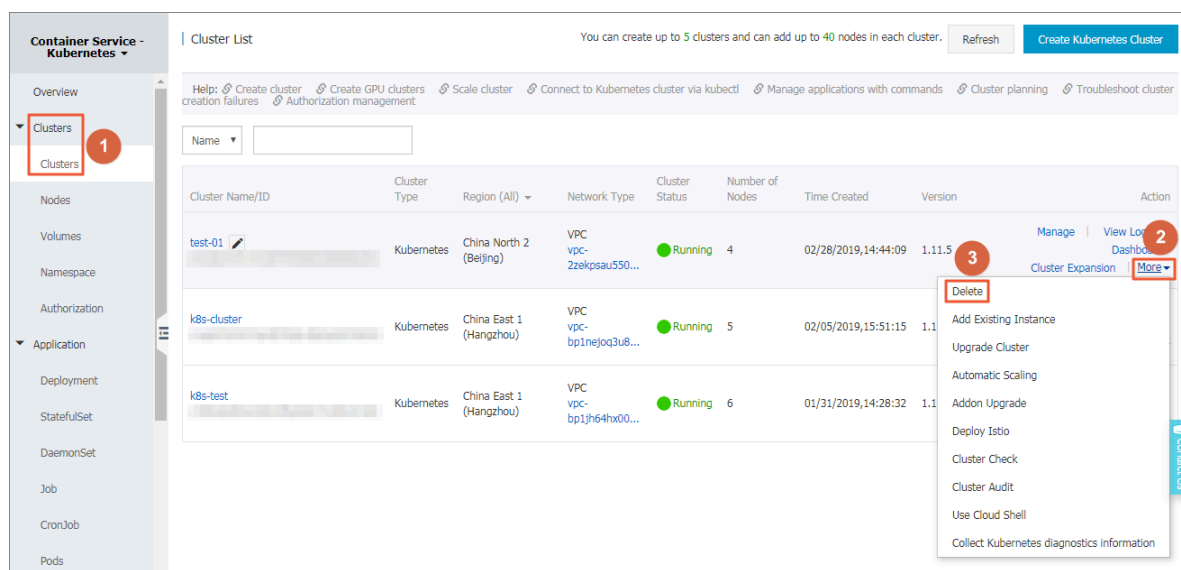 Container Service -
Kubernetes
Overview
Clusters
1
Clusters
Nodes
Volumes
Namespace
Authorization
Application
Deployment
StatefulSet
DaemonSet
Job
CronJob
Pods
Cluster List
You can create up to 5 clusters and can add up to 40 nodes in each cluster.
Refresh
Create Kubernetes Cluster
Help: Create cluster Create GPU clusters Scale cluster Connect to Kubernetes cluster via kubectl Manage applications with commands Cluster planning Troubleshoot cluster
creation failures Authorization management
Name
Cluster Name/ID Cluster Type Region (All) Network Type Cluster Status Number of Nodes Time Created Version Action
test-01 Kubernetes China North 2 (Beijing) VPC vpc-2zekpsau550... Running 4 02/28/2019,14:44:09 1.11.5
Manage View
2
Cluster Expansion More
3
k8s-cluster Kubernetes China East 1 (Hangzhou) VPC vpc-bp1nejoq3u8... Running 5 02/05/2019,15:51:15
k8s-test Kubernetes China East 1 (Hangzhou) VPC vpc-bp1jh64hx00... Running 6 01/31/2019,14:28:32
Delete
Add Existing Instance
Upgrade Cluster
Automatic Scaling
Addon Upgrade
Deploy Istio
Cluster Check
Cluster Audit
Use Cloud Shell
Collect Kubernetes diagnostics information